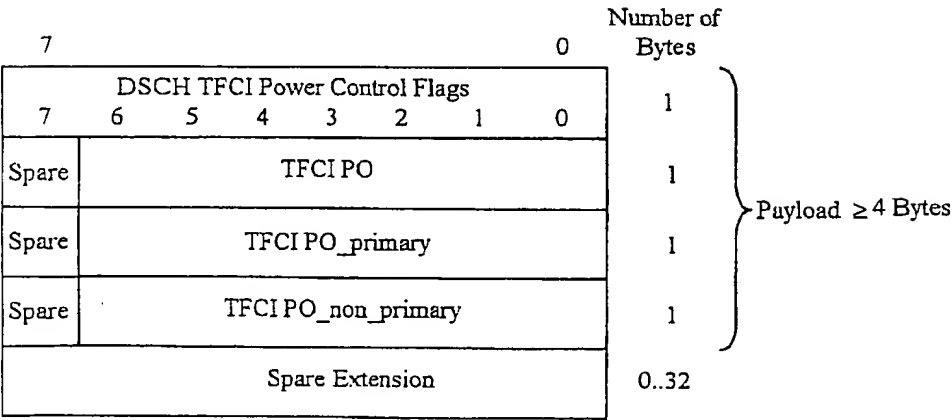 Number of
7 0 Bytes
DSCH TFCI Power Control Flags
7 6 5 4 3 2 1 0
1
Spare TFCI PO 1
Payload ≥ 4 Bytes
Spare TFCI PO_primary 1
Spare TFCI PO_non_primary 1
Spare Extension 0..32